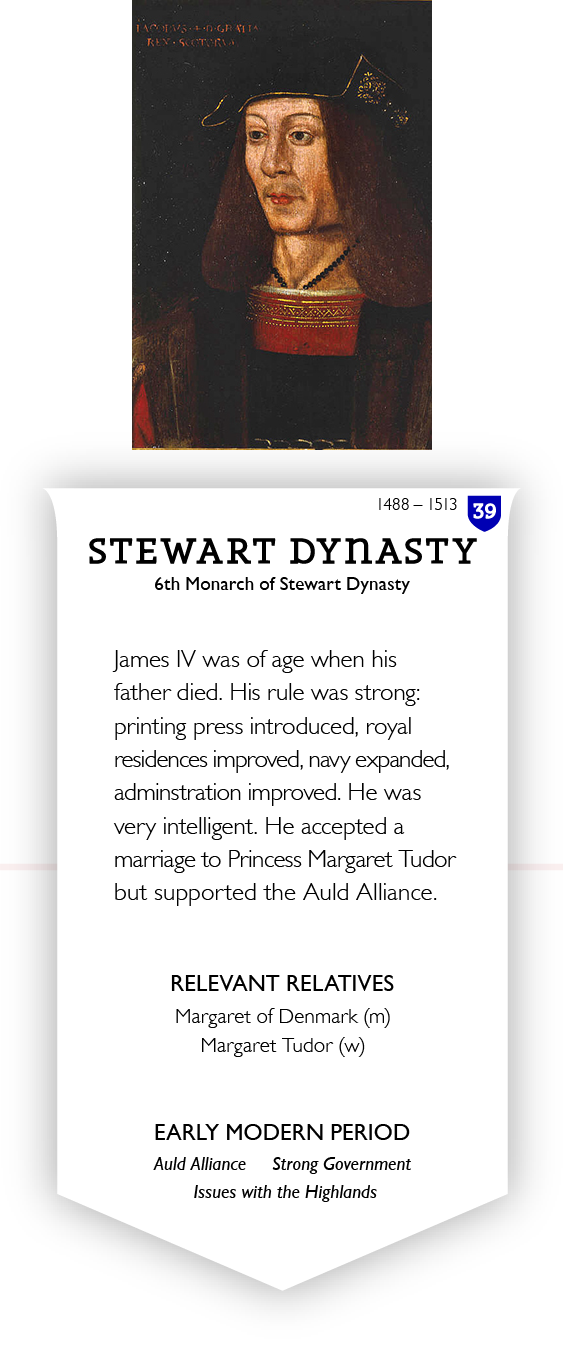 IACOBVS · 4 · D · GRATIA
REX · SCOTORVM
1488 – 1513
39
STEWART DYNASTY
6th Monarch of Stewart Dynasty
James IV was of age when his
father died. His rule was strong:
printing press introduced, royal
residences improved, navy expanded,
adminstration improved. He was
very intelligent. He accepted a
marriage to Princess Margaret Tudor
but supported the Auld Alliance.
RELEVANT RELATIVES
Margaret of Denmark (m)
Margaret Tudor (w)
EARLY MODERN PERIOD
Auld Alliance Strong Government
Issues with the Highlands